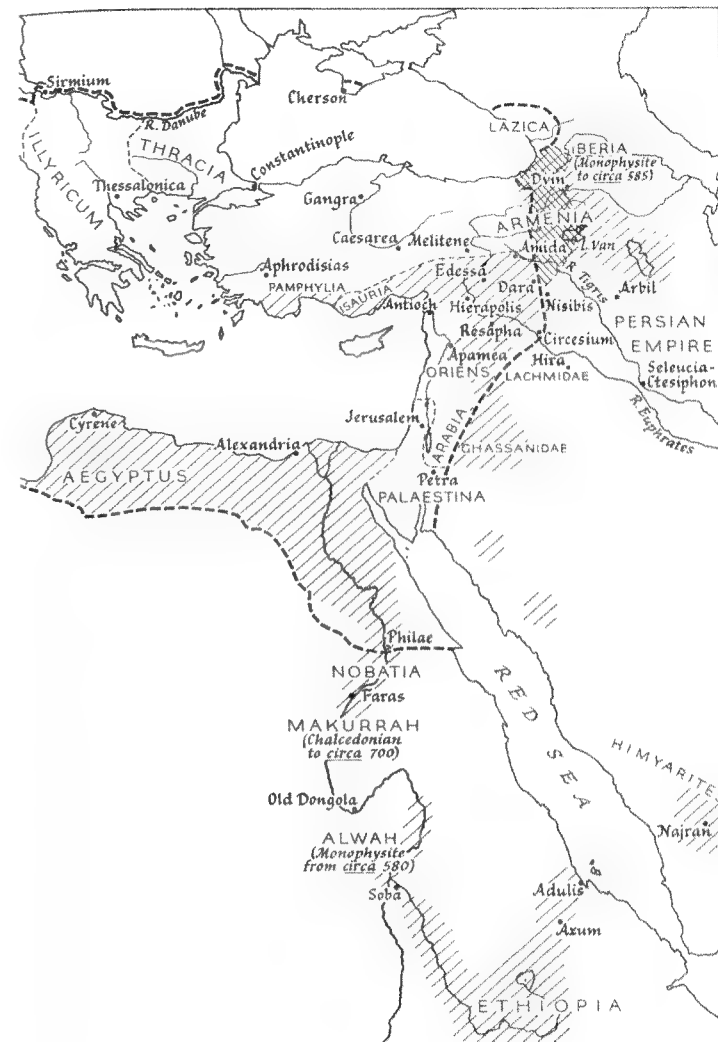 Sirmium
Cherson
R. Danube
LAZICA
ILLYRICUM
THRACIA
Constantinople
IBERIA
(Monophysite
to circa 585)
Dvin
Thessalonica
Gangra
ARMENIA
Caesarea
Melitene
Amida
L. Van
Aphrodisias
PAMPHYLIA
ISAURIA
Edessa
Dara
R. Tigris
Arbil
Antioch
Hierapolis
Nisibis
Resapha
Circesium
PERSIAN
EMPIRE
Apamea
ORIENS
Hira
LACHMIDAE
Seleucia-
Ctesiphon
R. Euphrates
Cyrene
Jerusalem
ARABIA
Alexandria
GHASSANIDAE
AEGYPTUS
Petra
PALAESTINA
Philae
NOBATIA
Faras
RED SEA
MAKURRAH
(Chalcedonian
to circa 700)
HIMYARITE
Old Dongola
Najran
ALWAH
(Monophysite
from circa 580)
Soba
Adulis
Axum
ETHIOPIA